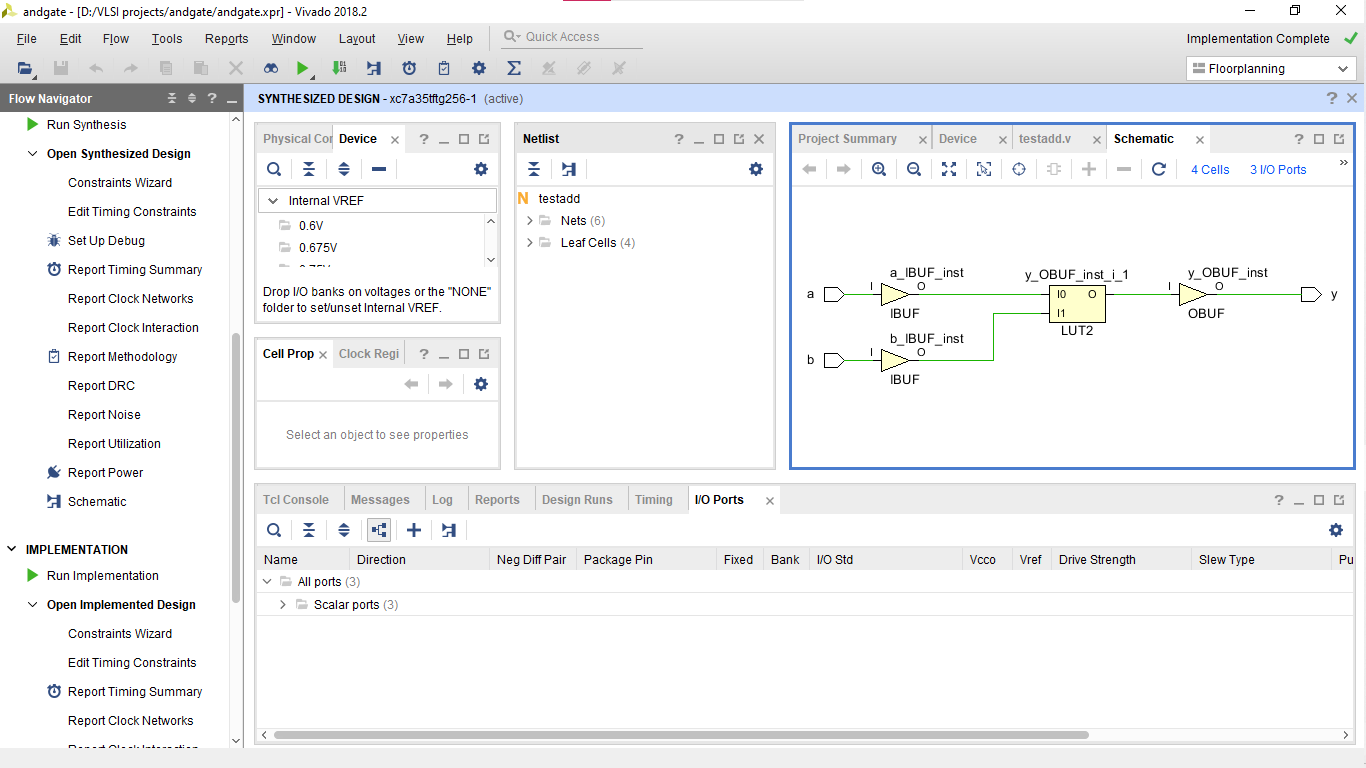 andgate - [D:/VLSI projects/andgate/andgate.xpr] - Vivado 2018.2
File Edit Flow Tools Reports Window Layout View Help Quick Access
Implementation Complete
Floorplanning
Flow Navigator
Run Synthesis
Open Synthesized Design
Constraints Wizard
Edit Timing Constraints
Set Up Debug
Report Timing Summary
Report Clock Networks
Report Clock Interaction
Report Methodology
Report DRC
Report Noise
Report Utilization
Report Power
Schematic
IMPLEMENTATION
Run Implementation
Open Implemented Design
Constraints Wizard
Edit Timing Constraints
Report Timing Summary
Report Clock Networks
Report Clock Interaction
SYNTHESIZED DESIGN - xc7a35tftg256-1 (active)
Physical Con Device
Internal VREF
0.6V
0.675V
0.75V
Drop I/O banks on voltages or the "NONE"
folder to set/unset Internal VREF.
Cell Prop Clock Regi
Select an object to see properties
Netlist
N testadd
Nets (6)
Leaf Cells (4)
Project Summary Device testadd.v Schematic
4 Cells 3 I/O Ports
a_IBUF_inst
a I O
IBUF
b_IBUF_inst
b I O
IBUF
y_OBUF_inst_i_1
I0 O
I1
LUT2
y_OBUF_inst
I O y
OBUF
Tcl Console Messages Log Reports Design Runs Timing I/O Ports
Name Direction Neg Diff Pair Package Pin Fixed Bank I/O Std Vcco Vref Drive Strength Slew Type Pu
All ports (3)
Scalar ports (3)